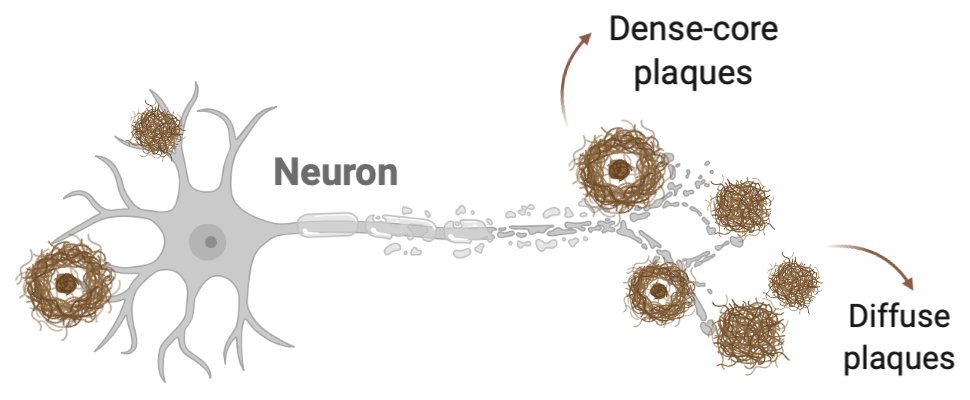 Dense-core
plaques
Neuron
Diffuse
plaques